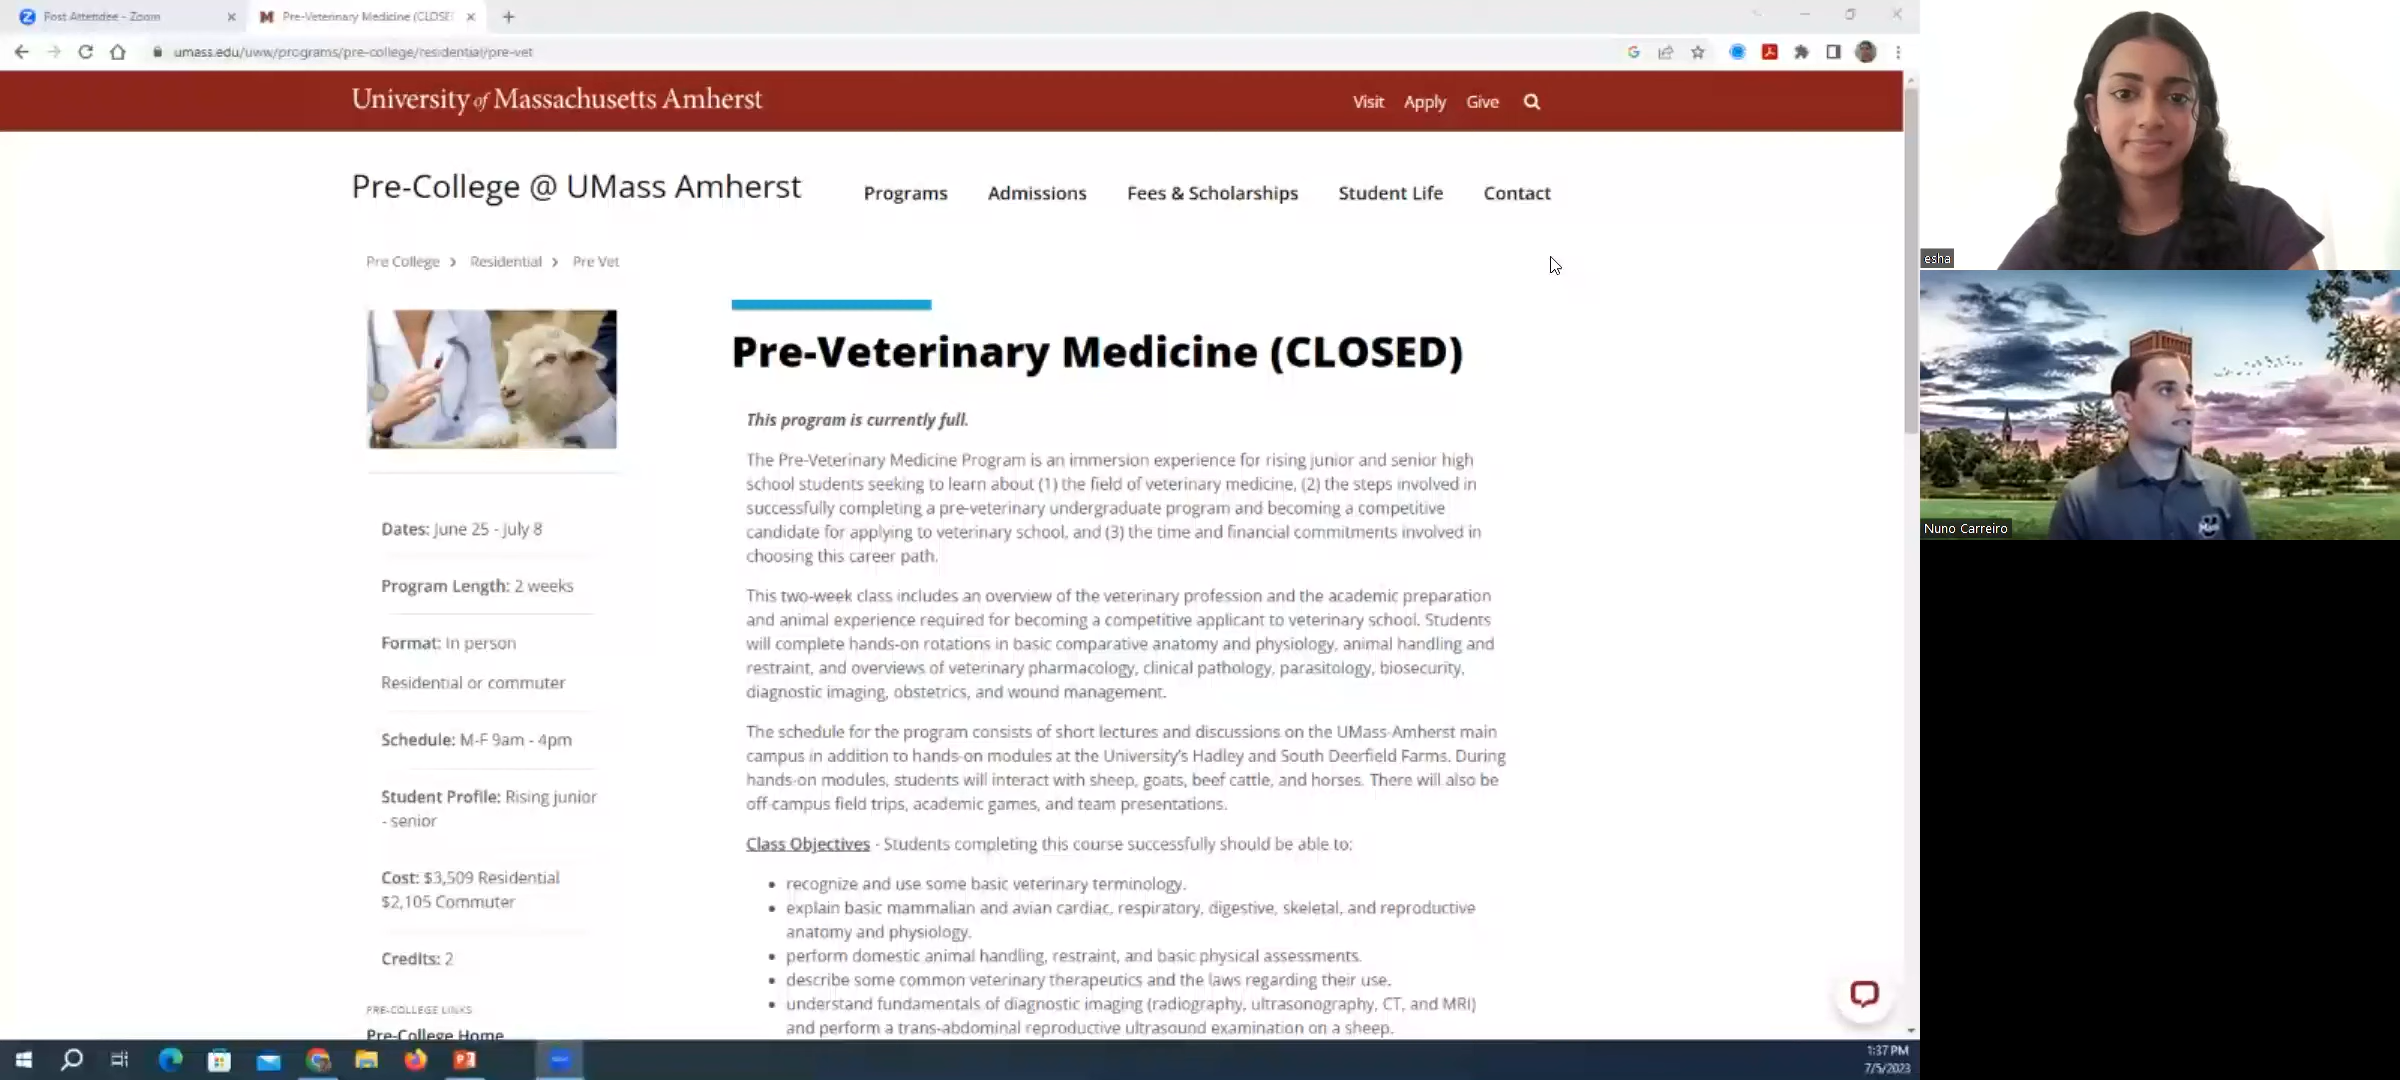 Post Attendee - Zoom
Pre-Veterinary Medicine (CLOSE
umass.edu/uww/programs/pre-college/residential/pre-vet
University of Massachusetts Amherst
Visit Apply Give
Pre-College @ UMass Amherst
Programs Admissions Fees & Scholarships Student Life Contact
Pre College > Residential > Pre Vet
Pre-Veterinary Medicine (CLOSED)
This program is currently full.
The Pre-Veterinary Medicine Program is an immersion experience for rising junior and senior high
school students seeking to learn about (1) the field of veterinary medicine, (2) the steps involved in
successfully completing a pre-veterinary undergraduate program and becoming a competitive
candidate for applying to veterinary school, and (3) the time and financial commitments involved in
choosing this career path.
This two-week class includes an overview of the veterinary profession and the academic preparation
and animal experience required for becoming a competitive applicant to veterinary school. Students
will complete hands-on rotations in basic comparative anatomy and physiology, animal handling and
restraint, and overviews of veterinary pharmacology, clinical pathology, parasitology, biosecurity,
diagnostic imaging, obstetrics, and wound management.
The schedule for the program consists of short lectures and discussions on the UMass Amherst main
campus in addition to hands-on modules at the University's Hadley and South Deerfield Farms. During
hands-on modules, students will interact with sheep, goats, beef cattle, and horses. There will also be
off campus field trips, academic games, and team presentations.
Class Objectives - Students completing this course successfully should be able to:
• recognize and use some basic veterinary terminology.
• explain basic mammalian and avian cardiac, respiratory, digestive, skeletal, and reproductive
anatomy and physiology.
• perform domestic animal handling, restraint, and basic physical assessments.
• describe some common veterinary therapeutics and the laws regarding their use.
• understand fundamentals of diagnostic imaging (radiography, ultrasonography, CT, and MRI)
and perform a trans-abdominal reproductive ultrasound examination on a sheep.
Dates: June 25 - July 8
Program Length: 2 weeks
Format: In person
Residential or commuter
Schedule: M-F 9am - 4pm
Student Profile: Rising junior
- senior
Cost: $3,509 Residential
$2,105 Commuter
Credits: 2
PRE-COLLEGE LINKS
Pre-College Home
1:37 PM
7/5/2023
esha
Nuno Carreiro